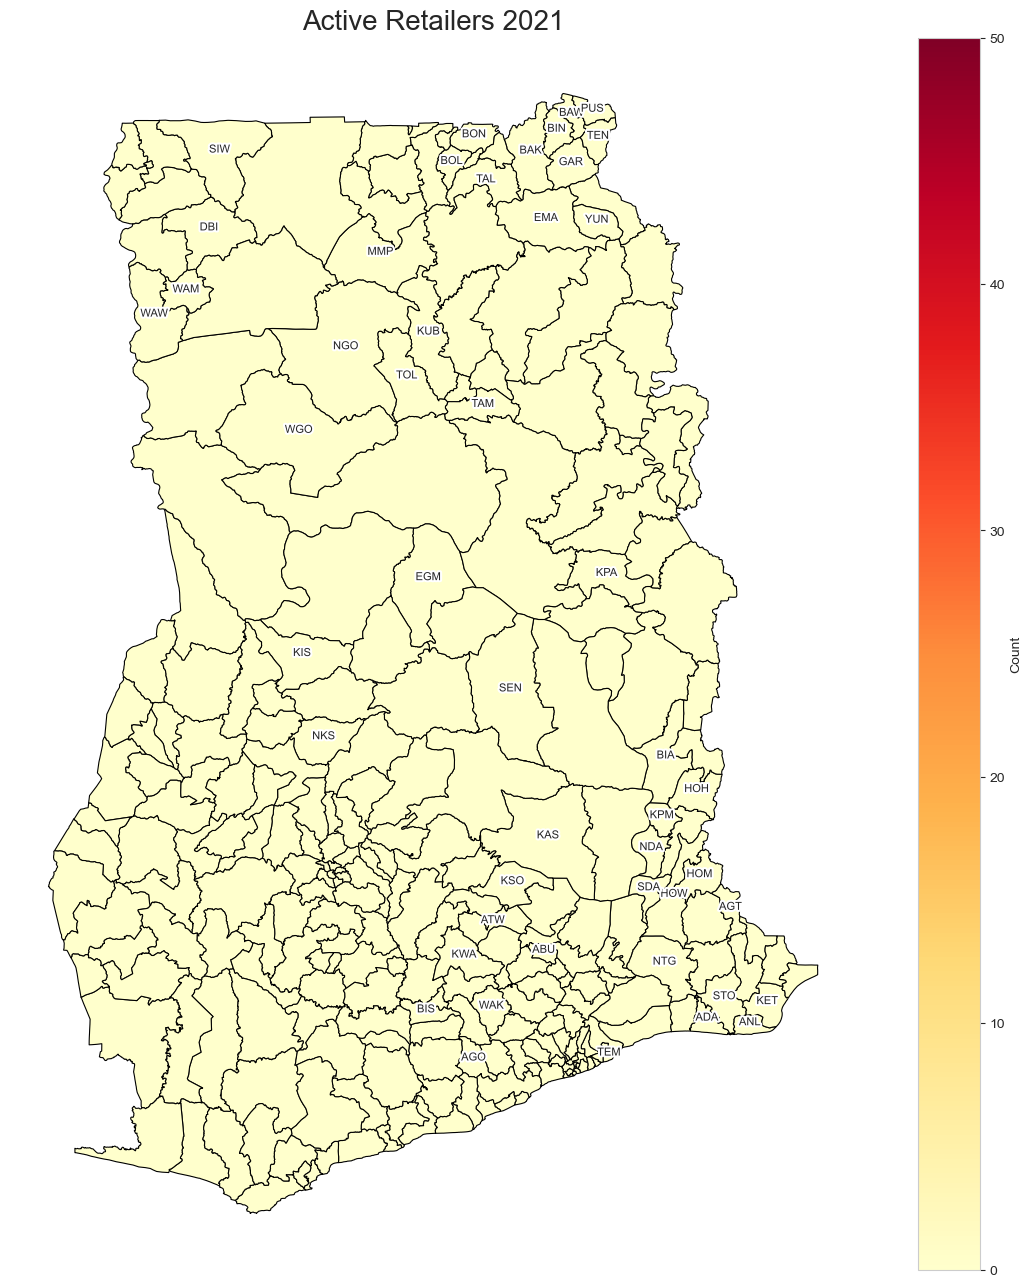 Active Retailers 2021
50
PUS
BAW
BIN
BON
TEN
SIW
BAK
BOL
GAR
TAL
EMA
YUN
DBI
MMP
40
WAM
WAW
KUB
NGO
TOL
TAM
WGO
30
KPA
EGM
Count
KIS
SEN
NKS
BIA
20
HOH
KPM
KAS
NDA
HOM
KSO
SDA
HOW
AGT
ATW
ABU
KWA
NTG
STO
KET
WAK
BIS
ADA
ANL
10
TEM
AGO
0